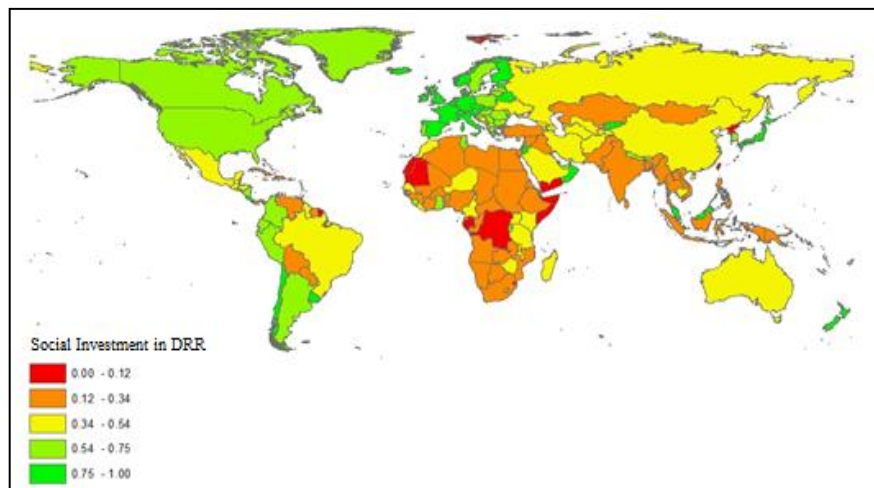 Social Investment in DRR
0.00 - 0.12
0.12 - 0.34
0.34 - 0.54
0.54 - 0.75
0.75 - 1.00